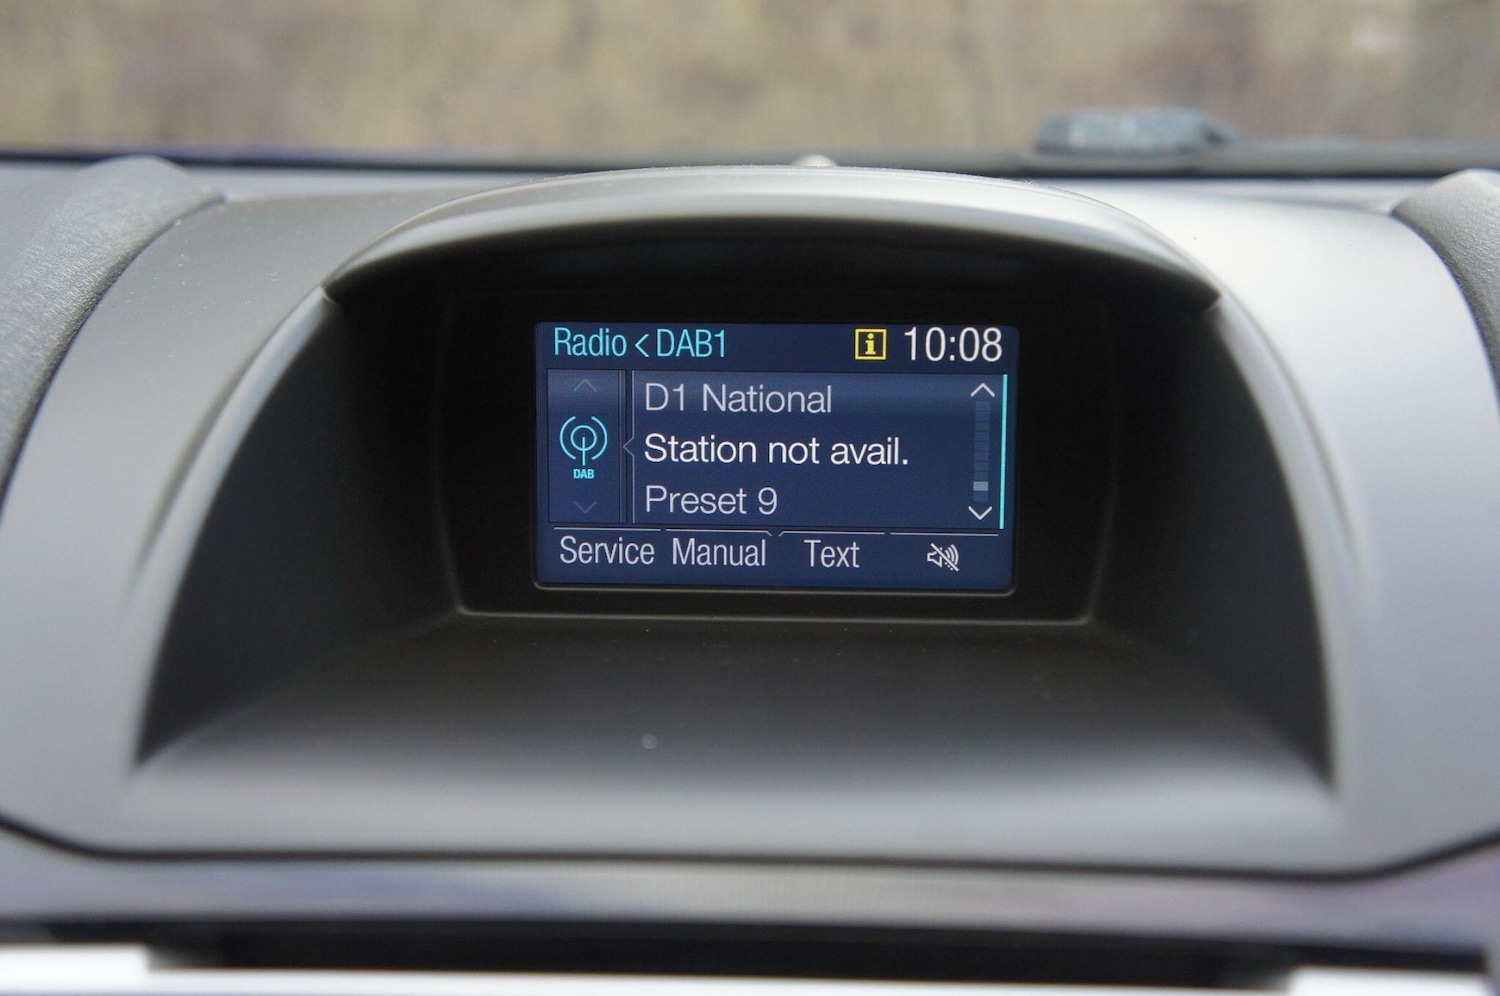 Radio < DAB1 i 10:08
D1 National
DAB
Station not avail.
Preset 9
Service Manual Text